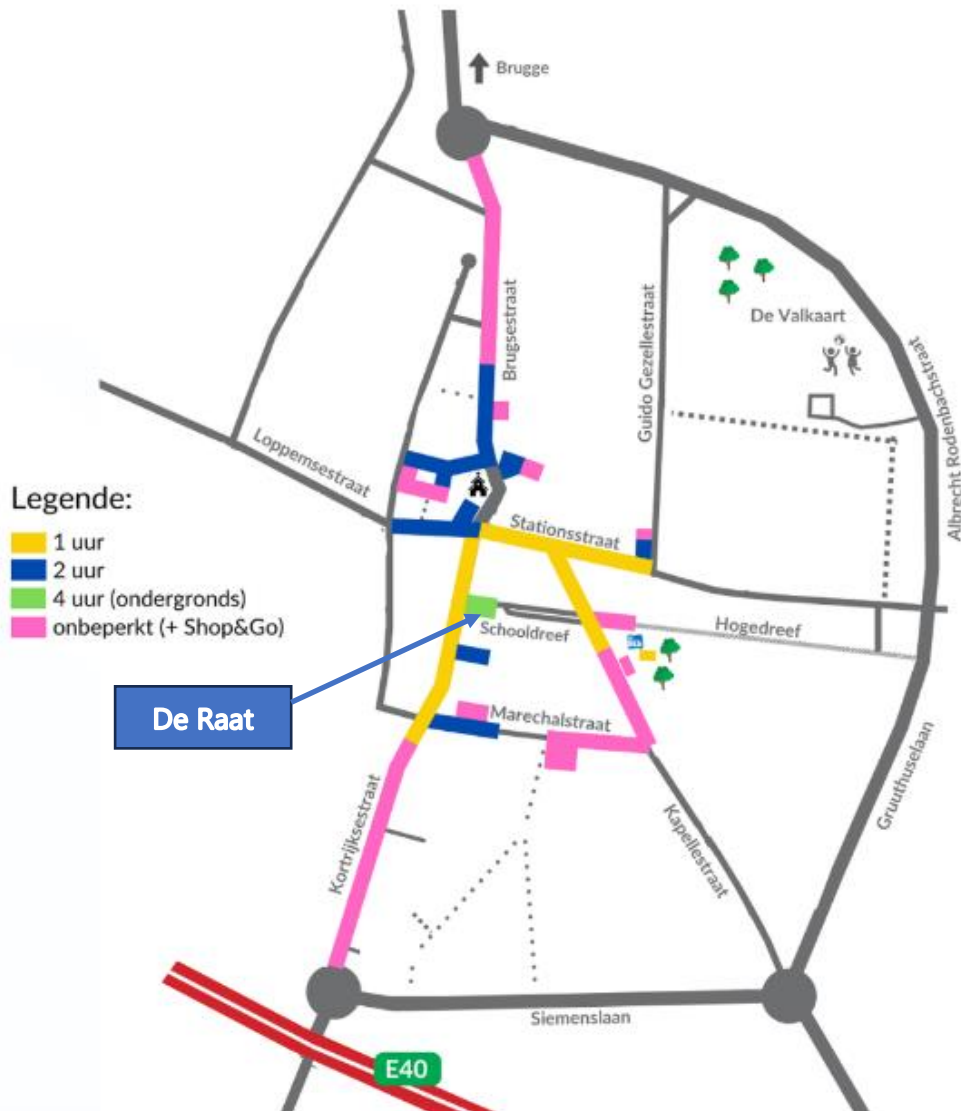 Brugge
De Valkaart
Guido Gezellestraat
Brugsestraat
Albrecht Rodenbachstraat
Loppemsestraat
Legende:
1 uur
2 uur
4 uur (ondergronds)
onbeperkt (+ Shop&Go)
Stationsstraat
Schooldreef
Hogedreef
De Raat
Marechalstraat
Kortrijksestraat
Kapellestraat
Gruuthuselaan
Siemenslaan
E40